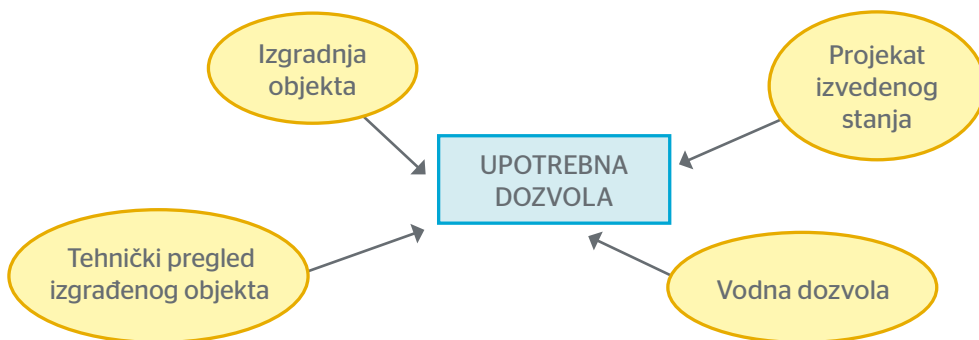 Izgradnja
objekta
Projekat
izvedenog
stanja
UPOTREBNA
DOZVOLA
Tehnički pregled
izgrađenog objekta
Vodna dozvola